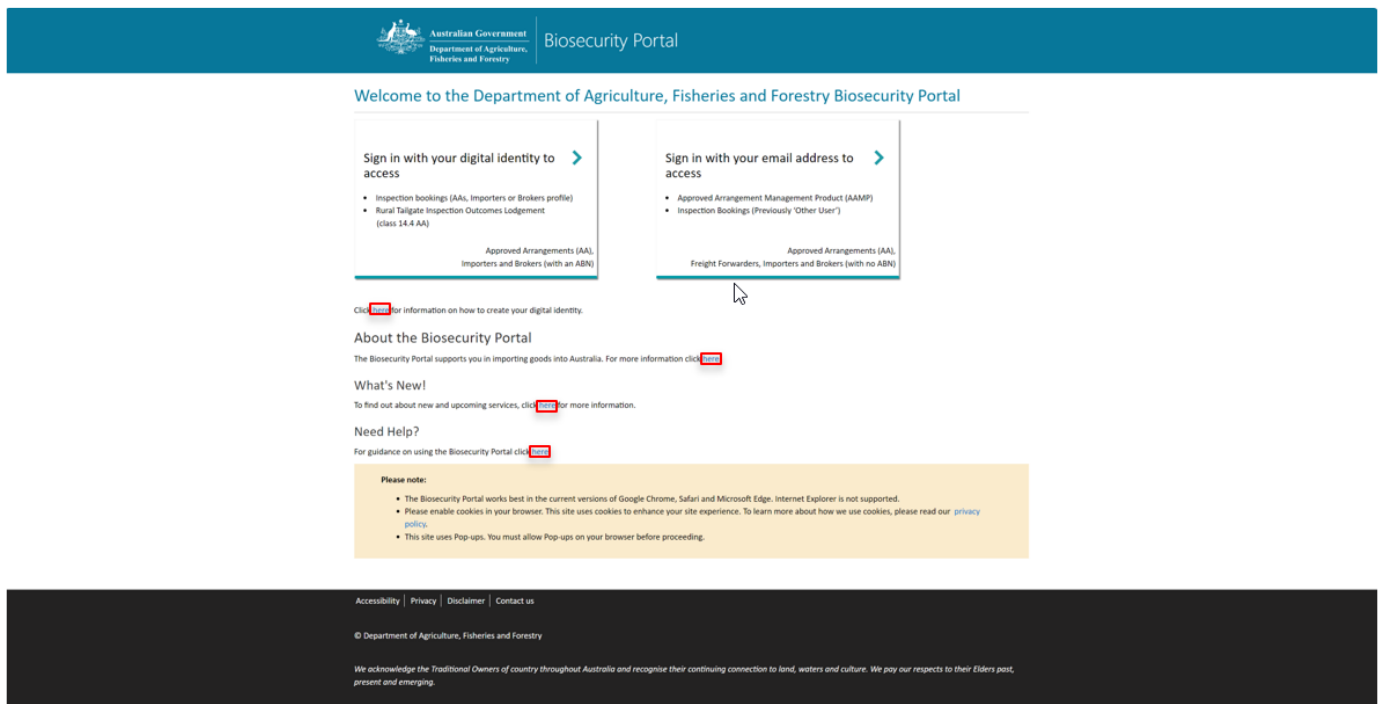 Australian Government
Department of Agriculture,
Fisheries and Forestry
Biosecurity Portal
Welcome to the Department of Agriculture, Fisheries and Forestry Biosecurity Portal
Sign in with your digital identity to
access
• Inspection bookings (AAs, Importers or Brokers profile)
• Rural Tailgate Inspection Outcomes Lodgement
(class 14.4 AA)
Approved Arrangements (AA),
Importers and Brokers (with an ABN)
Sign in with your email address to
access
• Approved Arrangement Management Product (AAMP)
• Inspection Bookings (Previously 'Other User')
Approved Arrangements (AA),
Freight Forwarders, Importers and Brokers (with no ABN)
Click here for information on how to create your digital identity.
About the Biosecurity Portal
The Biosecurity Portal supports you in importing goods into Australia. For more information click here
What's New!
To find out about new and upcoming services, click here for more information.
Need Help?
For guidance on using the Biosecurity Portal click here
Please note:
• The Biosecurity Portal works best in the current versions of Google Chrome, Safari and Microsoft Edge. Internet Explorer is not supported.
• Please enable cookies in your browser. This site uses cookies to enhance your site experience. To learn more about how we use cookies, please read our privacy
policy.
• This site uses Pop-ups. You must allow Pop-ups on your browser before proceeding.
Accessibility | Privacy | Disclaimer | Contact us
© Department of Agriculture, Fisheries and Forestry
We acknowledge the Traditional Owners of country throughout Australia and recognise their continuing connection to land, waters and culture. We pay our respects to their Elders past,
present and emerging.